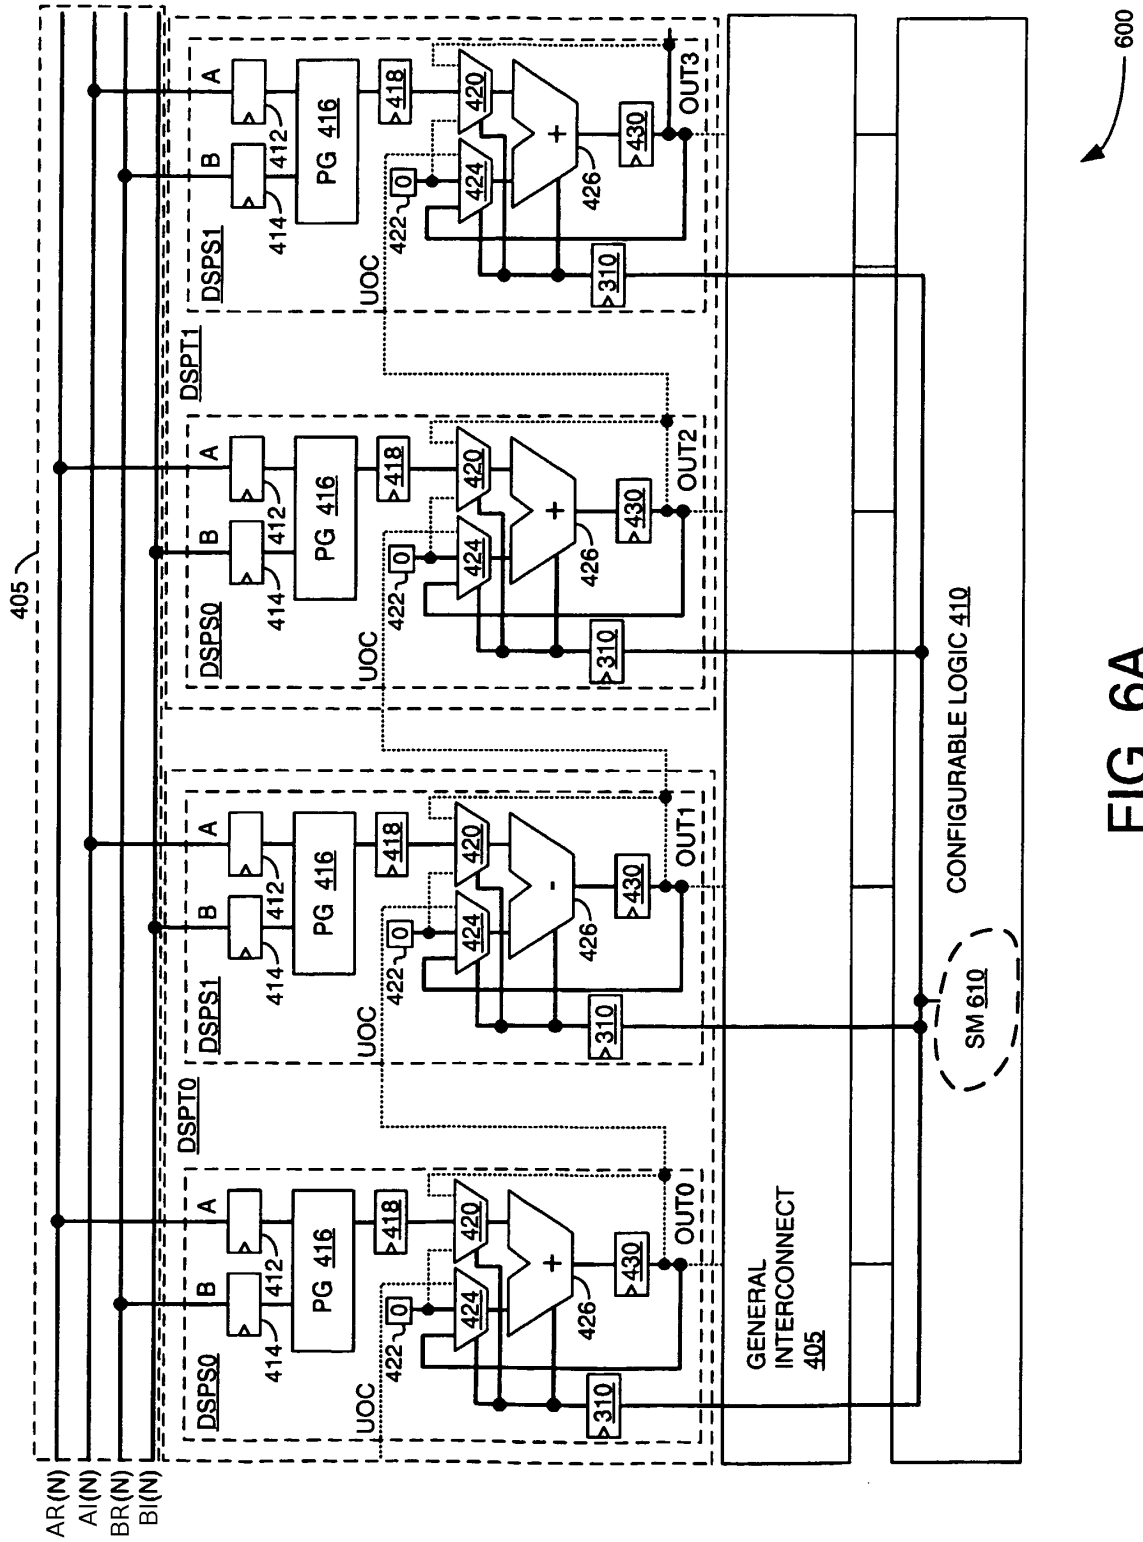 405
AR(N)
AI(N)
BR(N)
BI(N)
DSPT0
DSPT1
DSPS0
B
A
414
412
PG 416
418
UOC
422
0
424
420
+
426
430
310
OUT0
DSPS1
B
A
414
412
PG 416
418
UOC
422
0
424
420
-
426
430
310
OUT1
DSPS0
B
A
414
412
PG 416
418
UOC
422
0
424
420
+
426
430
310
OUT2
DSPS1
B
A
414
412
PG 416
418
UOC
422
0
424
420
+
426
430
310
OUT3
GENERAL
INTERCONNECT
405
CONFIGURABLE LOGIC 410
SM 610
600
FIG. 6A